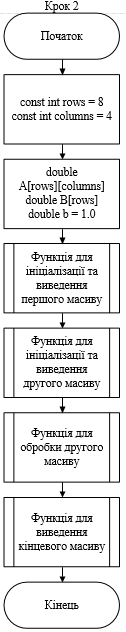 Крок 2
Початок
const int rows = 8
const int columns = 4
double
A[rows][columns]
double B[rows]
double b = 1.0
Функція для
ініціалізації та
виведення
першого масиву
Функція для
ініціалізації та
виведення
другого масиву
Функція для
обробки другого
масиву
Функція для
виведення
кінцевого масиву
Кінець